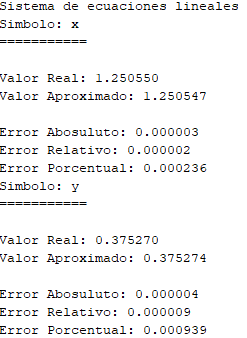 Sistema de ecuaciones lineales
Simbolo: x
===========
Valor Real: 1.250550
Valor Aproximado: 1.250547
Error Abosuluto: 0.000003
Error Relativo: 0.000002
Error Porcentual: 0.000236
Simbolo: y
===========
Valor Real: 0.375270
Valor Aproximado: 0.375274
Error Abosuluto: 0.000004
Error Relativo: 0.000009
Error Porcentual: 0.000939